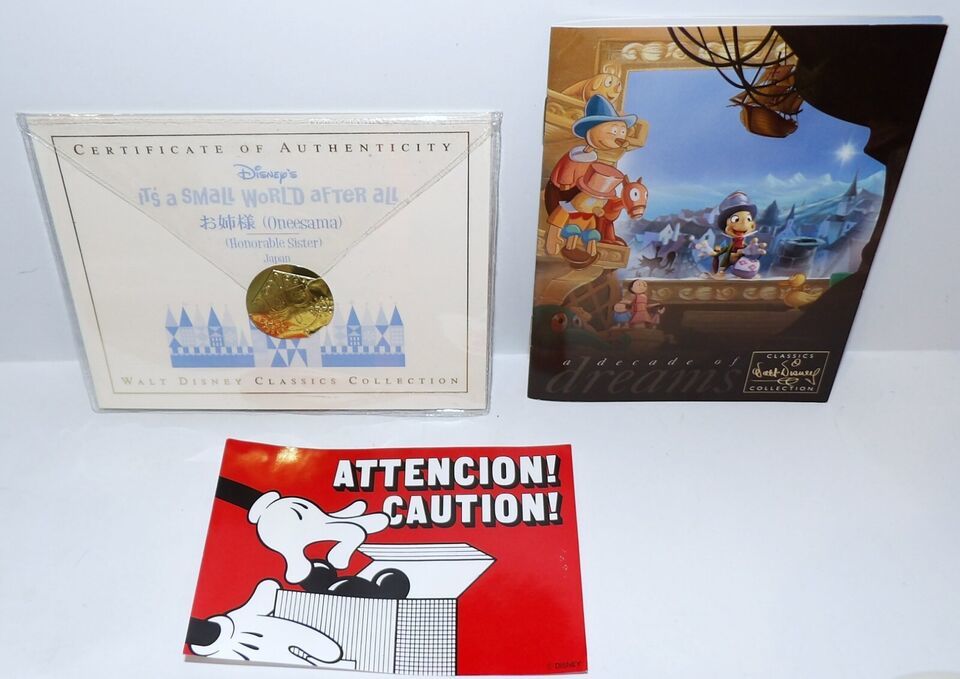 CERTIFICATE OF AUTHENTICITY
Disney's
it's a small world after all
お姉様 (Oneesama)
(Honorable Sister)
Japan
WALT DISNEY CLASSICS COLLECTION
a decade of
dreams
CLASSICS
Walt Disney
COLLECTION
ATTENCION!
CAUTION!
© DISNEY